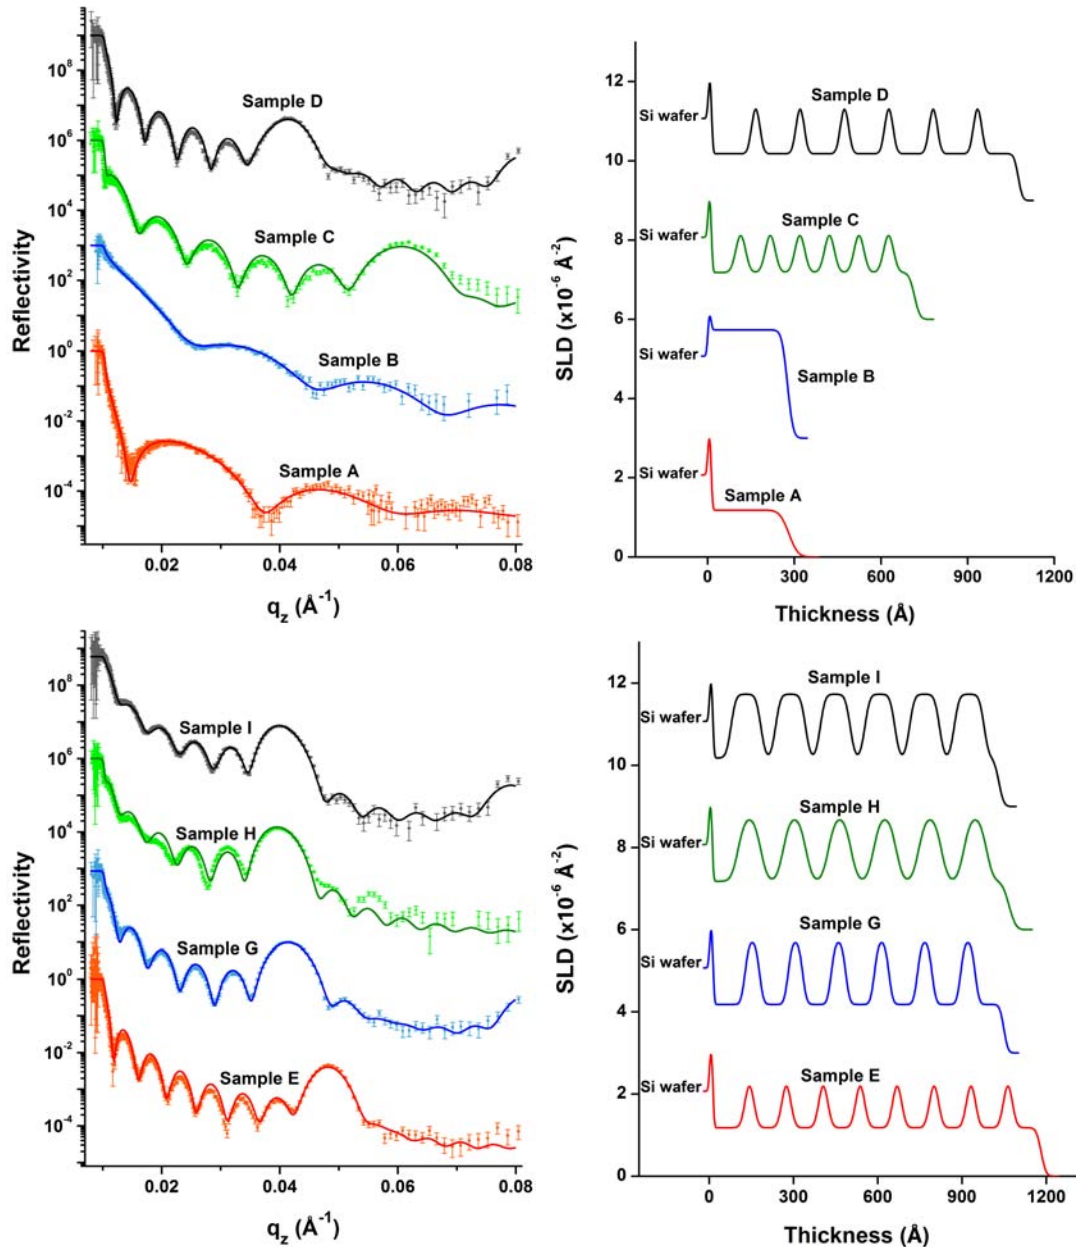 Reflectivity
10⁸
10⁶
10⁴
10²
10⁰
10⁻²
10⁻⁴
Sample D
Sample C
Sample B
Sample A
0.02 0.04 0.06 0.08
q_z (Å⁻¹)
SLD (x10⁻⁶ Å⁻²)
12
10
8
6
4
2
0
Si wafer Sample D
Si wafer Sample C
Si wafer Sample B
Si wafer Sample A
0 300 600 900 1200
Thickness (Å)
Reflectivity
10⁸
10⁶
10⁴
10²
10⁰
10⁻²
10⁻⁴
Sample I
Sample H
Sample G
Sample E
0.02 0.04 0.06 0.08
q_z (Å⁻¹)
SLD (x10⁻⁶ Å⁻²)
12
10
8
6
4
2
0
Si wafer Sample I
Si wafer Sample H
Si wafer Sample G
Si wafer Sample E
0 300 600 900 1200
Thickness (Å)